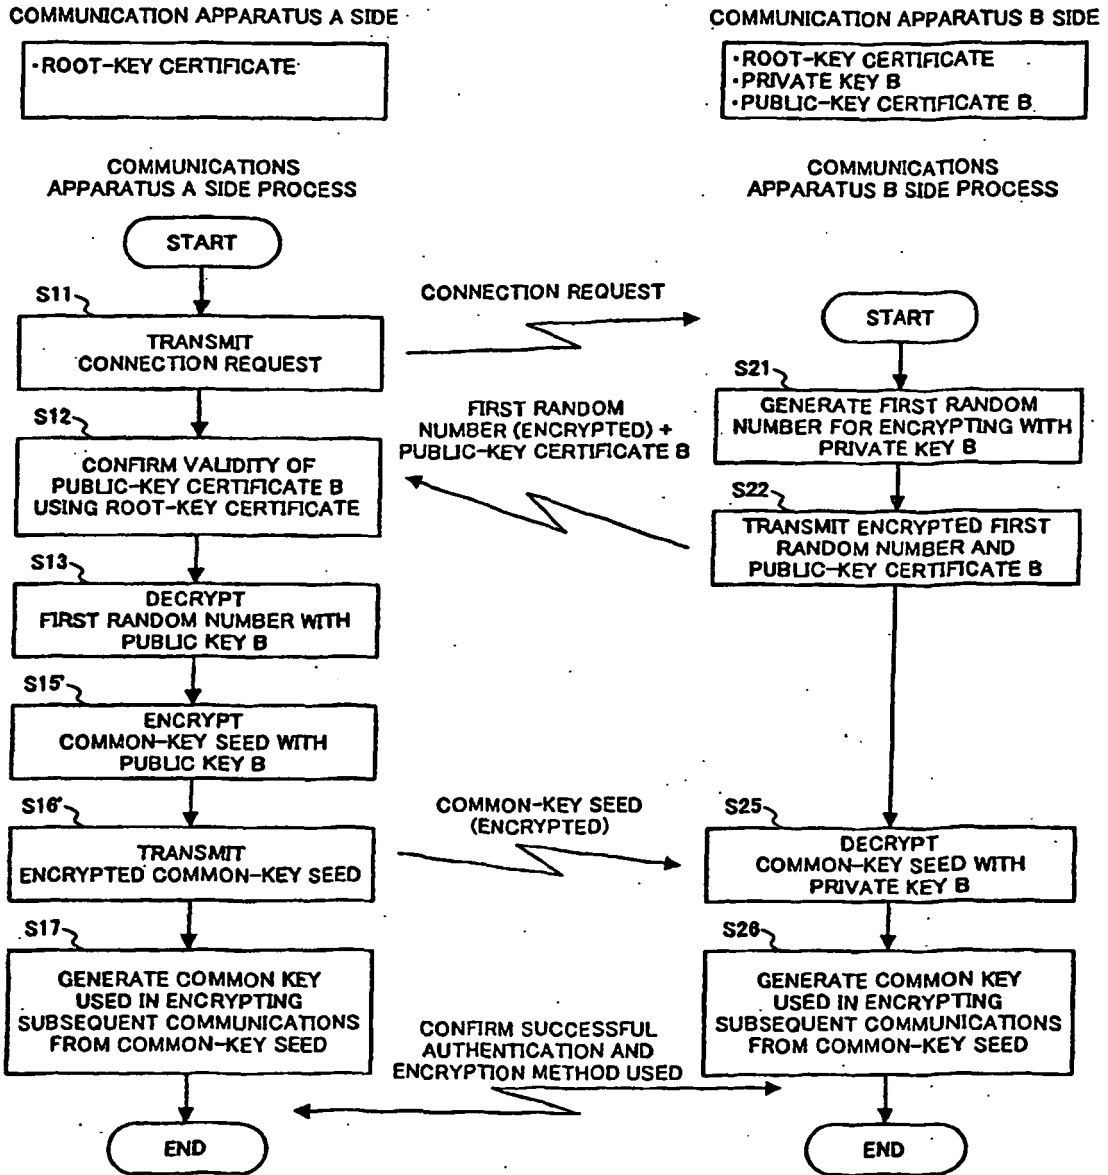 COMMUNICATION APPARATUS A SIDE
·ROOT-KEY CERTIFICATE
COMMUNICATION APPARATUS B SIDE
·ROOT-KEY CERTIFICATE
·PRIVATE KEY B
·PUBLIC-KEY CERTIFICATE B
COMMUNICATIONS
APPARATUS A SIDE PROCESS
COMMUNICATIONS
APPARATUS B SIDE PROCESS
START
S11
TRANSMIT
CONNECTION REQUEST
CONNECTION REQUEST
START
S21
GENERATE FIRST RANDOM
NUMBER FOR ENCRYPTING WITH
PRIVATE KEY B
FIRST RANDOM
NUMBER (ENCRYPTED) +
PUBLIC-KEY CERTIFICATE B
S12
CONFIRM VALIDITY OF
PUBLIC-KEY CERTIFICATE B
USING ROOT-KEY CERTIFICATE
S22
TRANSMIT ENCRYPTED FIRST
RANDOM NUMBER AND
PUBLIC-KEY CERTIFICATE B
S13
DECRYPT
FIRST RANDOM NUMBER WITH
PUBLIC KEY B
S15'
ENCRYPT
COMMON-KEY SEED WITH
PUBLIC KEY B
S16'
TRANSMIT
ENCRYPTED COMMON-KEY SEED
COMMON-KEY SEED
(ENCRYPTED)
S25
DECRYPT
COMMON-KEY SEED WITH
PRIVATE KEY B
S17
GENERATE COMMON KEY
USED IN ENCRYPTING
SUBSEQUENT COMMUNICATIONS
FROM COMMON-KEY SEED
S26
GENERATE COMMON KEY
USED IN ENCRYPTING
SUBSEQUENT COMMUNICATIONS
FROM COMMON-KEY SEED
CONFIRM SUCCESSFUL
AUTHENTICATION AND
ENCRYPTION METHOD USED
END
END